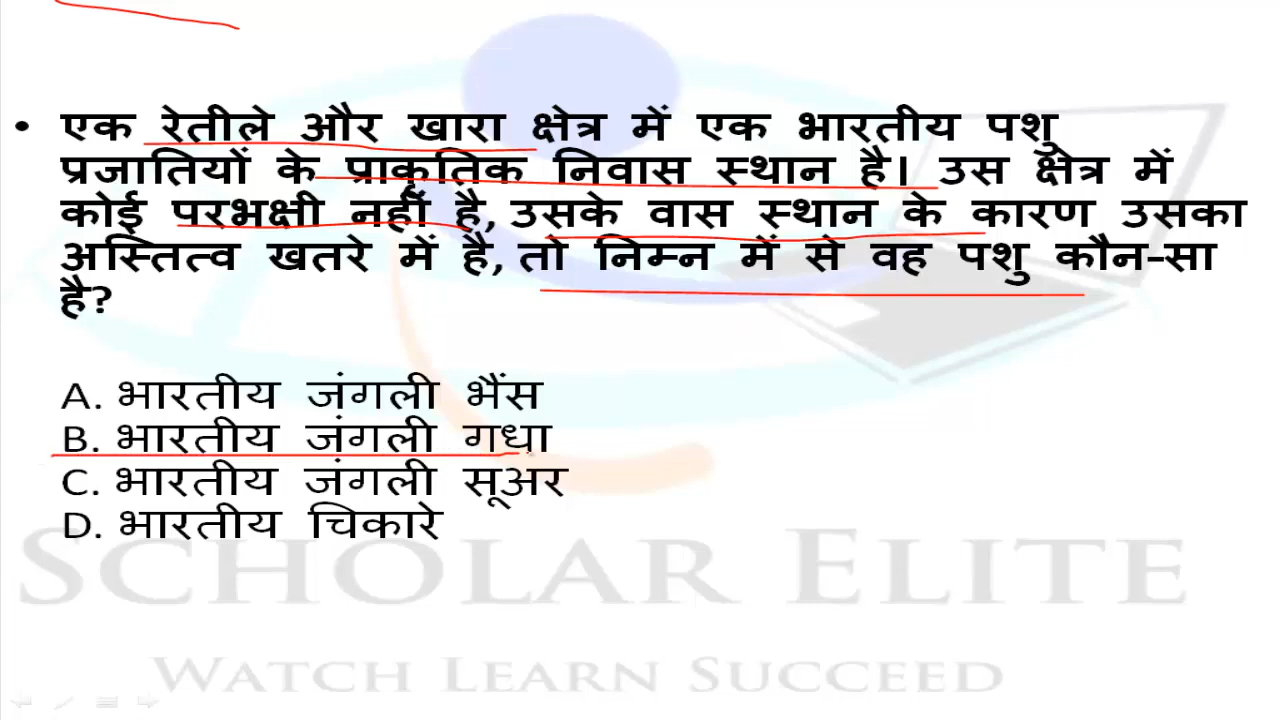 • एक रेतीले और खारा क्षेत्र में एक भारतीय पशु
प्रजातियों के प्राकृतिक निवास स्थान है। उस क्षेत्र में
कोई परभक्षी नहीं है, उसके वास स्थान के कारण उसका
अस्तित्व खतरे में है, तो निम्न में से वह पशु कौन-सा
है?
A. भारतीय जंगली भैंस
B. भारतीय जंगली गधा
C. भारतीय जंगली सूअर
D. भारतीय चिकारे
SCHOLAR ELITE
WATCH LEARN SUCCEED